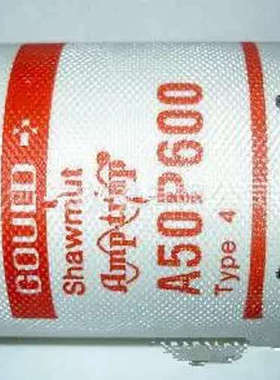 GOULD
Shawmut
Amp-trap®
A50P600
Type 4